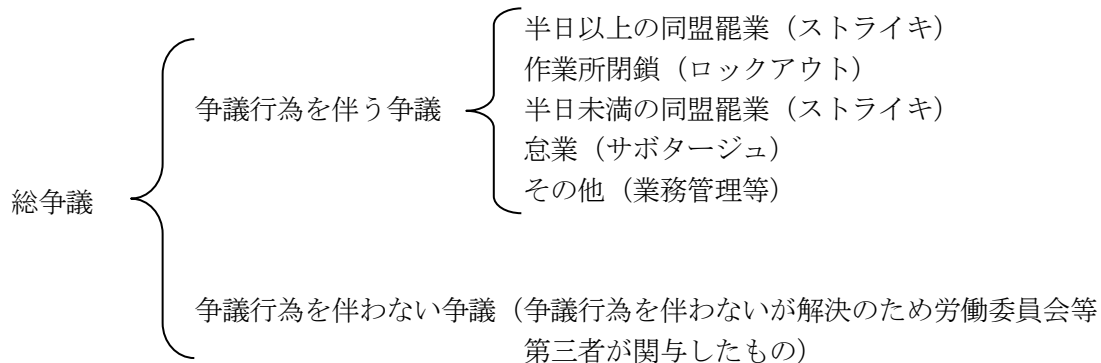 総争議
争議行為を伴う争議
半日以上の同盟罷業（ストライキ）
作業所閉鎖（ロックアウト）
半日未満の同盟罷業（ストライキ）
怠業（サボタージュ）
その他（業務管理等）
争議行為を伴わない争議（争議行為を伴わないが解決のため労働委員会等
第三者が関与したもの）